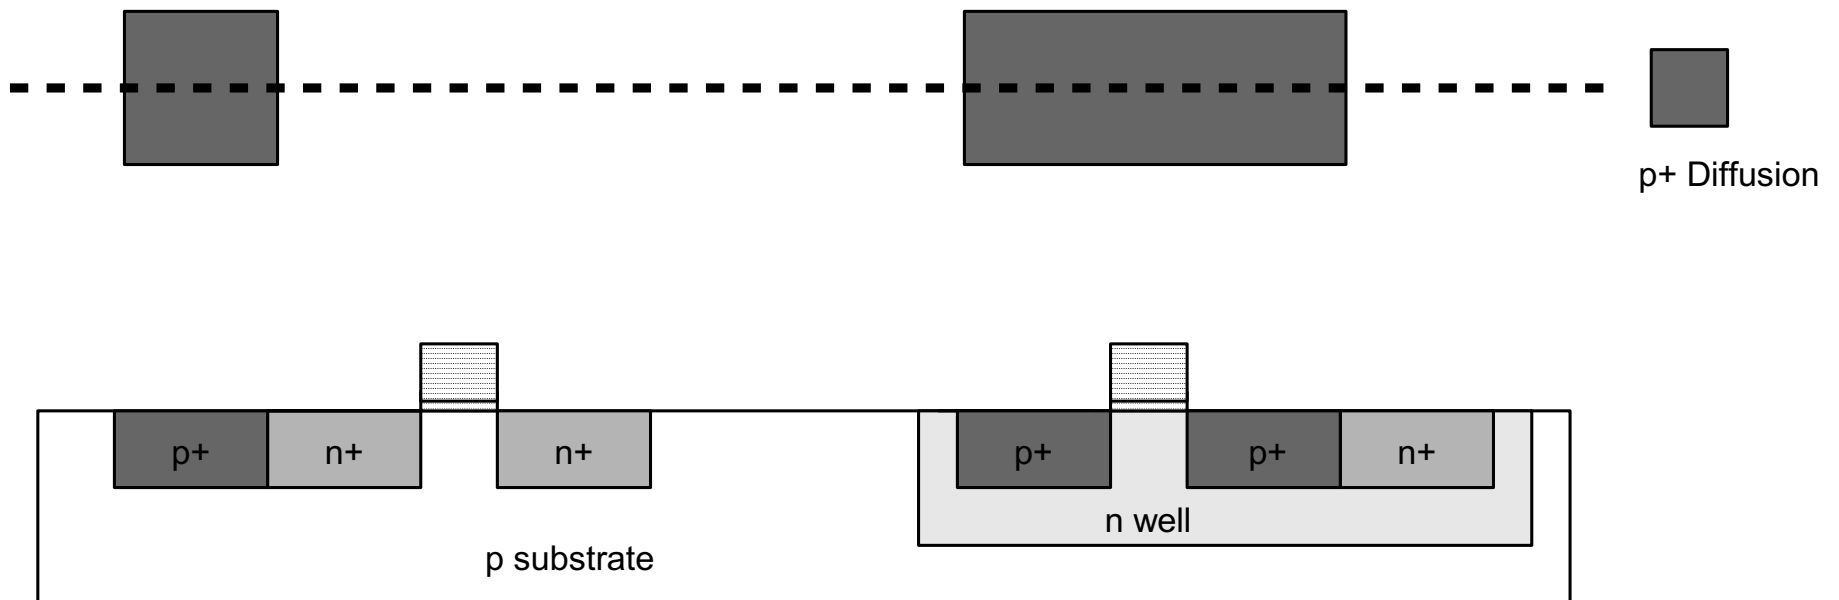 p+ Diffusion
p+ n+ n+ p+ p+ n+
n well
p substrate